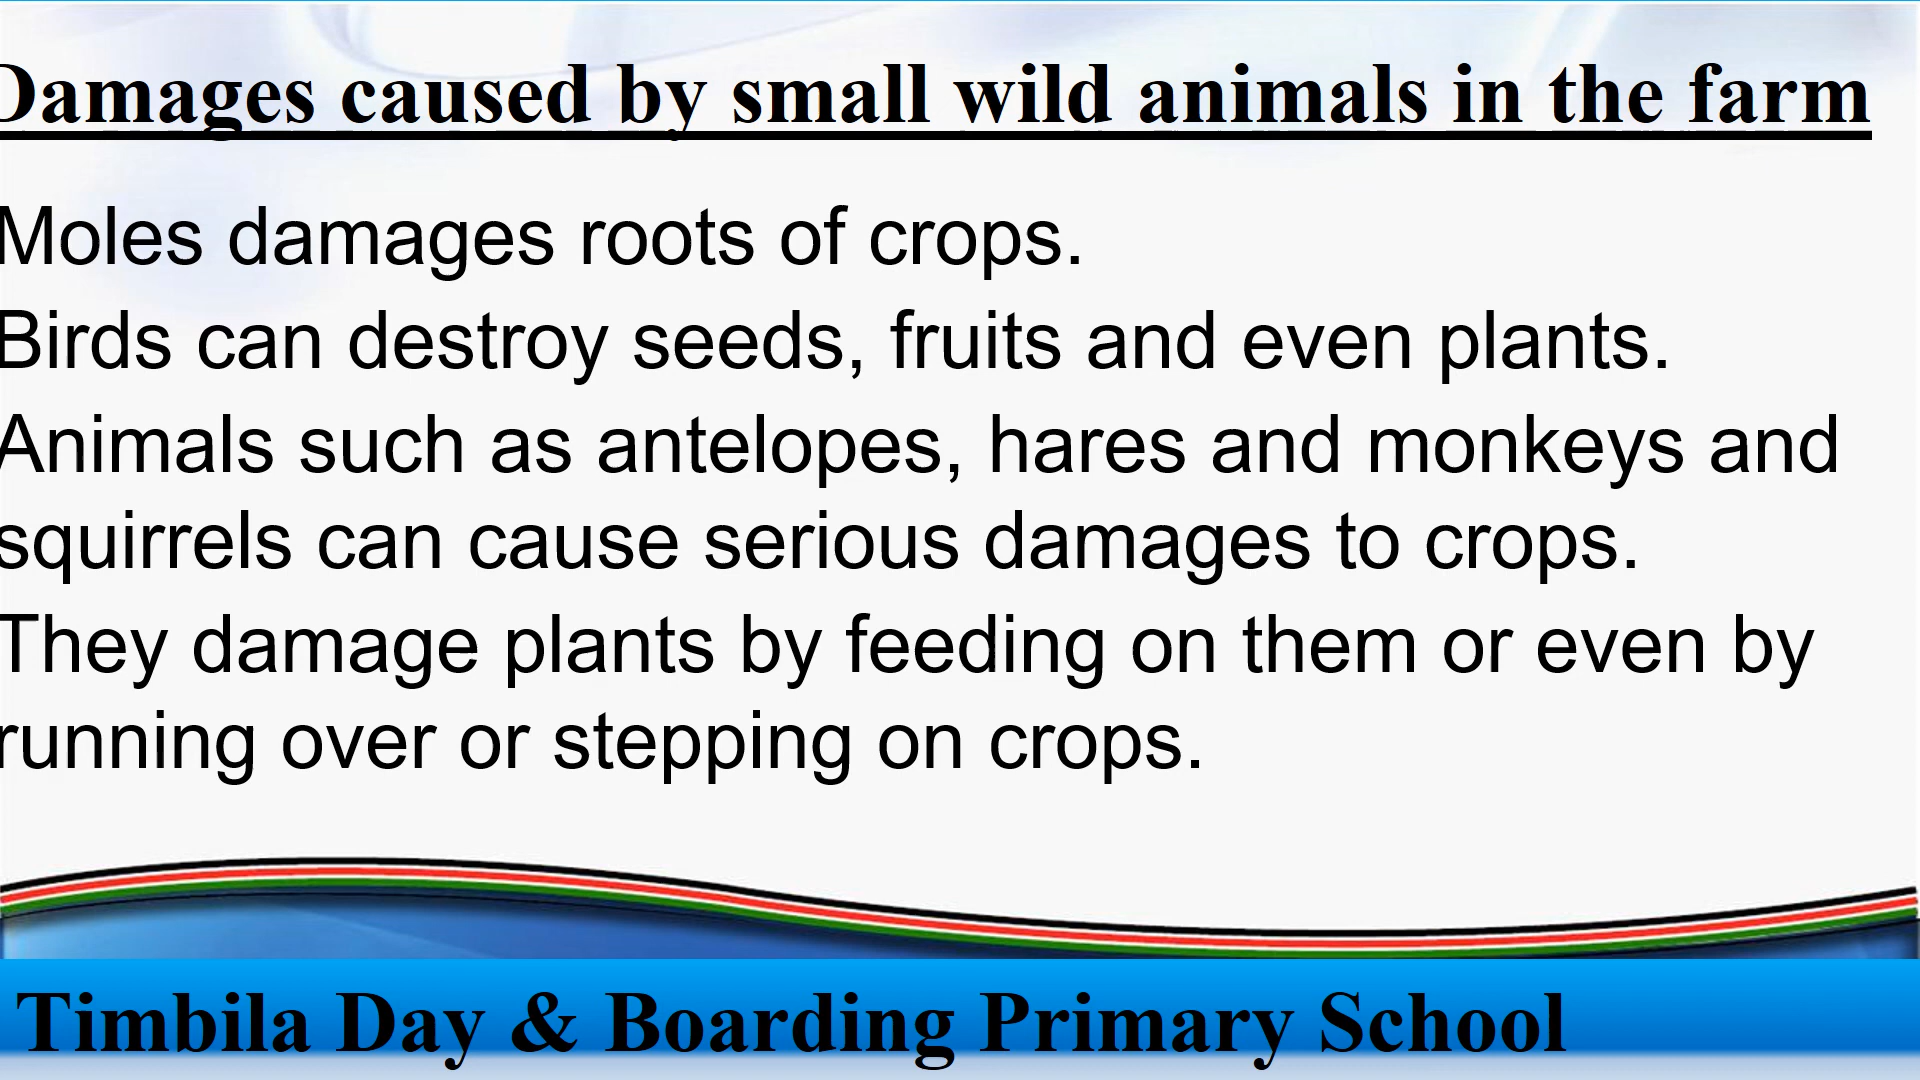 Damages caused by small wild animals in the farm
Moles damages roots of crops.
Birds can destroy seeds, fruits and even plants.
Animals such as antelopes, hares and monkeys and
squirrels can cause serious damages to crops.
They damage plants by feeding on them or even by
running over or stepping on crops.
Timbila Day & Boarding Primary School